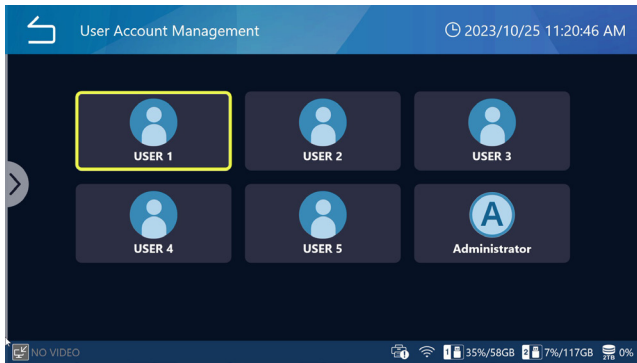 User Account Management
2023/10/25 11:20:46 AM
USER 1
USER 2
USER 3
USER 4
USER 5
A
Administrator
NO VIDEO
1 35%/58GB 2 7%/117GB 2TB 0%